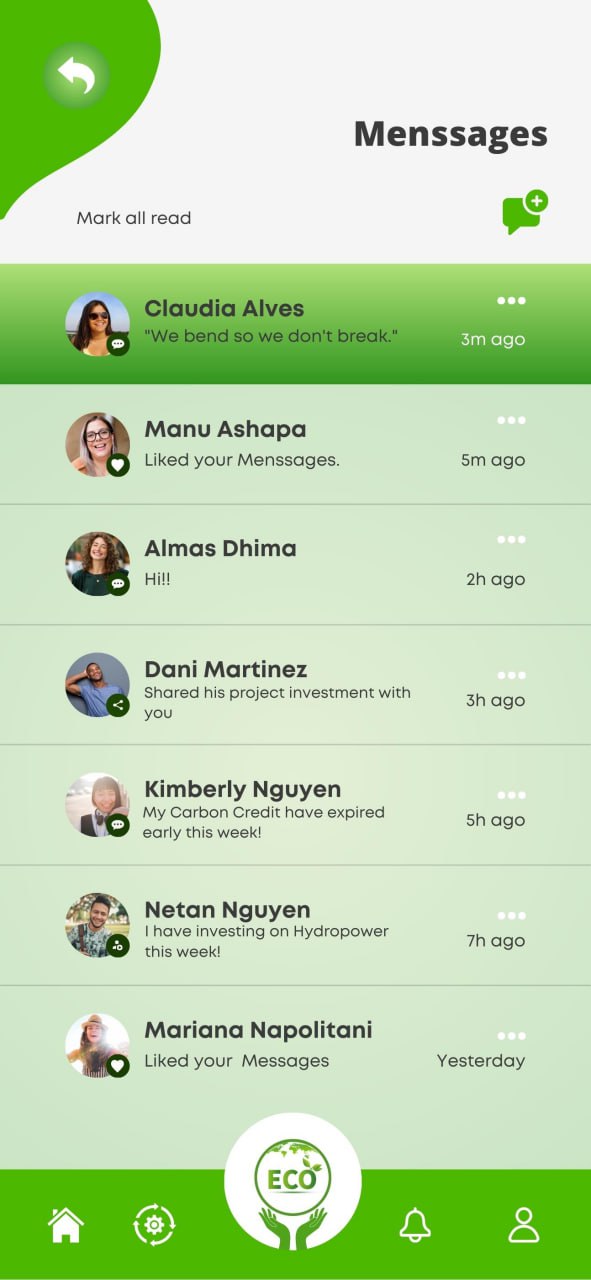 Menssages
Mark all read
Claudia Alves
"We bend so we don't break."
3m ago
Manu Ashapa
Liked your Menssages.
5m ago
Almas Dhima
Hi!!
2h ago
Dani Martinez
Shared his project investment with
you
3h ago
Kimberly Nguyen
My Carbon Credit have expired
early this week!
5h ago
Netan Nguyen
I have investing on Hydropower
this week!
7h ago
Mariana Napolitani
Liked your  Messages
Yesterday
ECO